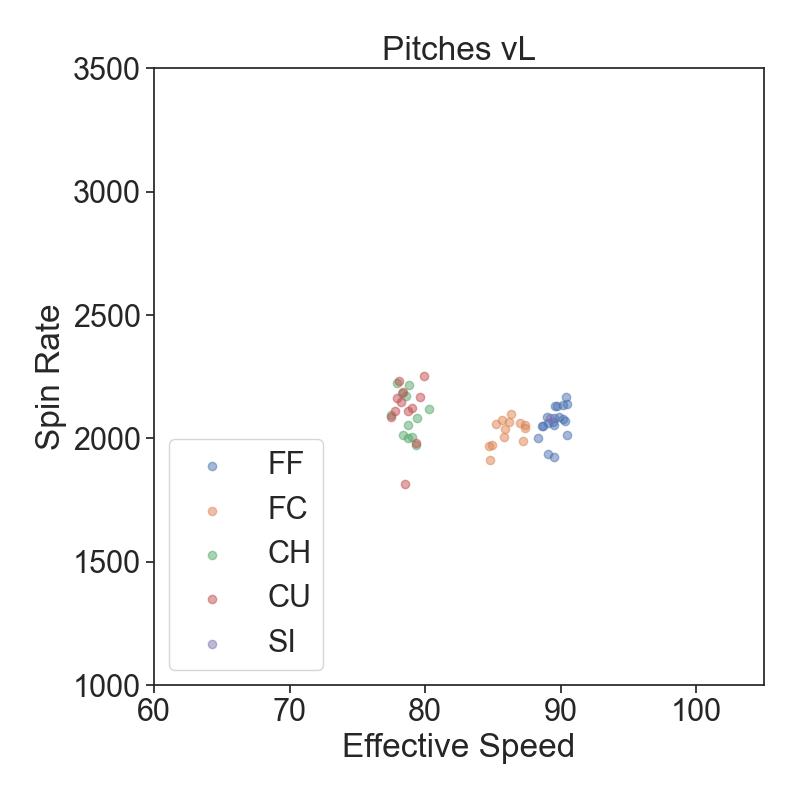 Pitches vL
3500
3000
2500
2000
1500
1000
Spin Rate
FF
FC
CH
CU
SI
60 70 80 90 100
Effective Speed